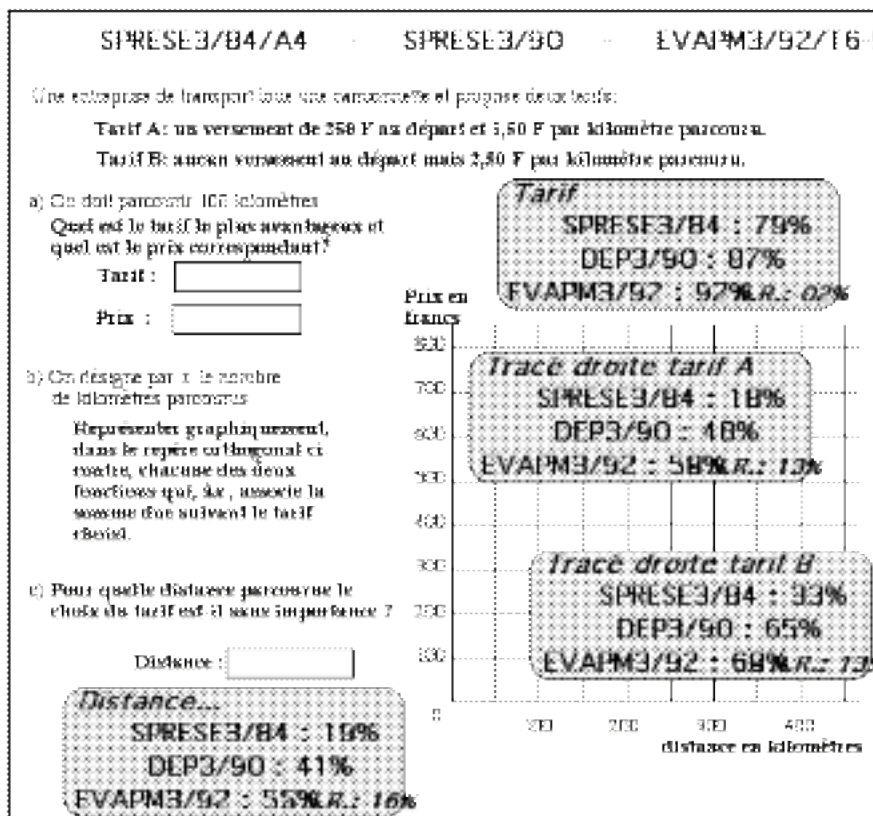 SPRESE3/84/A4 - SPRESE3/90 - EVAPM3/92/T6-
Une entreprise de transport loue une camionnette et propose deux tarifs:
Tarif A: un versement de 250 F au départ et par kilomètre parcouru.
Tarif B: aucun versement au départ mais 2,50 F par kilomètre parcouru.
a) On doit parcourir 100 kilomètres
Quel est le tarif le plus avantageux et
quel est le prix correspondant?
Tarif :
Prix :
Tarif
SPRESE3/84 : 79%
DEP3/90 : 87%
EVAPM3/92 : 92% N.R.: 02%
Prix en
francs
800
700
600
500
400
300
200
100
0
100 200 300 400
distance en kilomètres
Tracé droite tarif A
SPRESE3/84 : 18%
DEP3/90 : 48%
EVAPM3/92 : 58% N.R.: 13%
Tracé droite tarif B
SPRESE3/84 : 33%
DEP3/90 : 65%
EVAPM3/92 : 68% N.R.: 13%
b) On désigne par x le nombre
de kilomètres parcourus
Représenter graphiquement,
dans le repère orthogonal ci
contre, chacune des deux
fonctions qui, à x, associe la
somme due suivant le tarif
choisi.
c) Pour quelle distance parcourue le
choix du tarif est-il sans importance ?
Distance :
Distance...
SPRESE3/84 : 19%
DEP3/90 : 41%
EVAPM3/92 : 55% N.R.: 16%